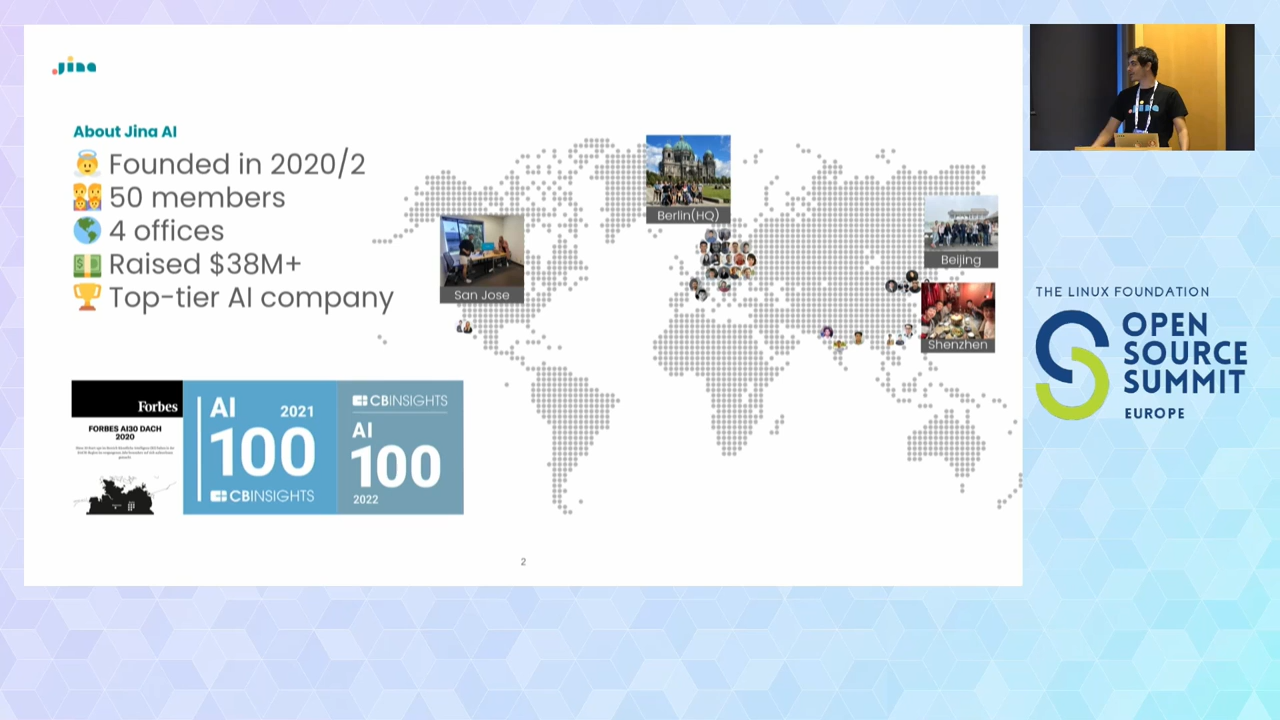 Jina
About Jina AI
Founded in 2020/2
50 members
4 offices
Raised $38M+
Top-tier AI company
San Jose
Berlin(HQ)
Beijing
Shenzhen
Forbes
FORBES AI30 DACH
2020
AI 2021
100
CBINSIGHTS
CBINSIGHTS
AI
100
2022
2
THE LINUX FOUNDATION
OPEN
SOURCE
SUMMIT
EUROPE